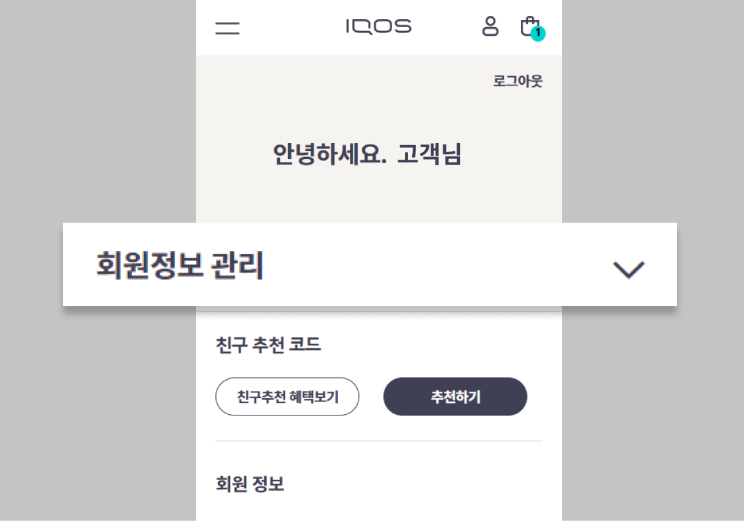 IQOS
1
로그아웃
안녕하세요. 고객님
회원정보 관리
친구 추천 코드
친구추천 혜택보기
추천하기
회원 정보